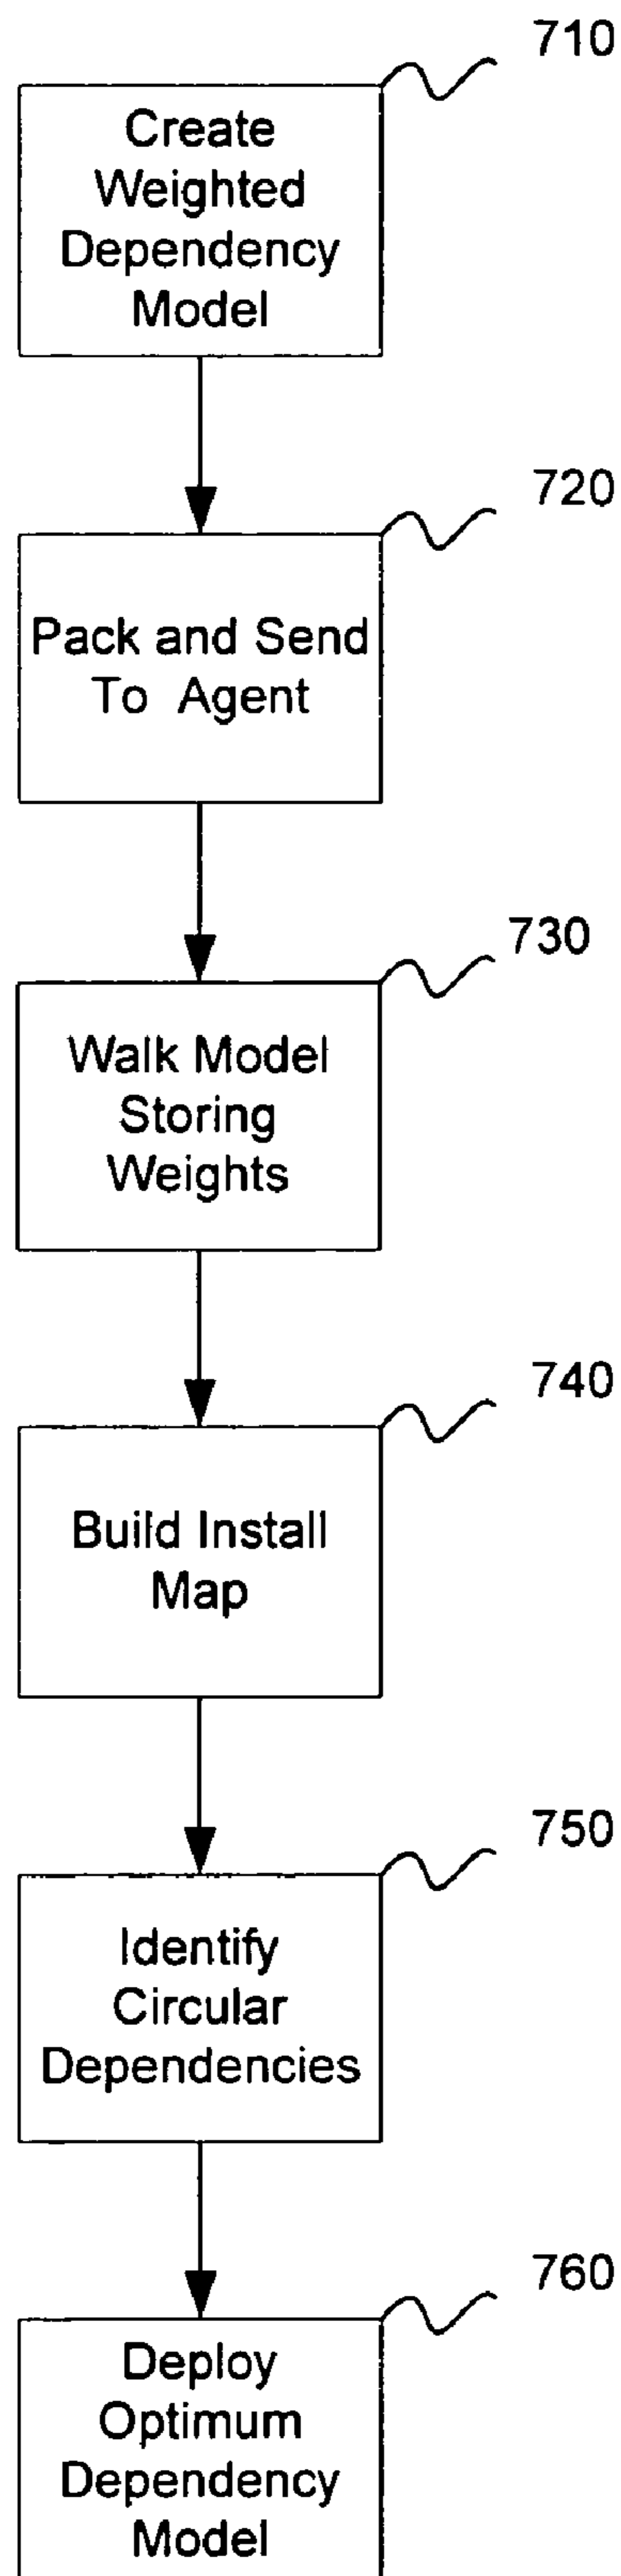 710
Create
Weighted
Dependency
Model
720
Pack and Send
To Agent
730
Walk Model
Storing
Weights
740
Build Install
Map
750
Identify
Circular
Dependencies
760
Deploy
Optimum
Dependency
Model